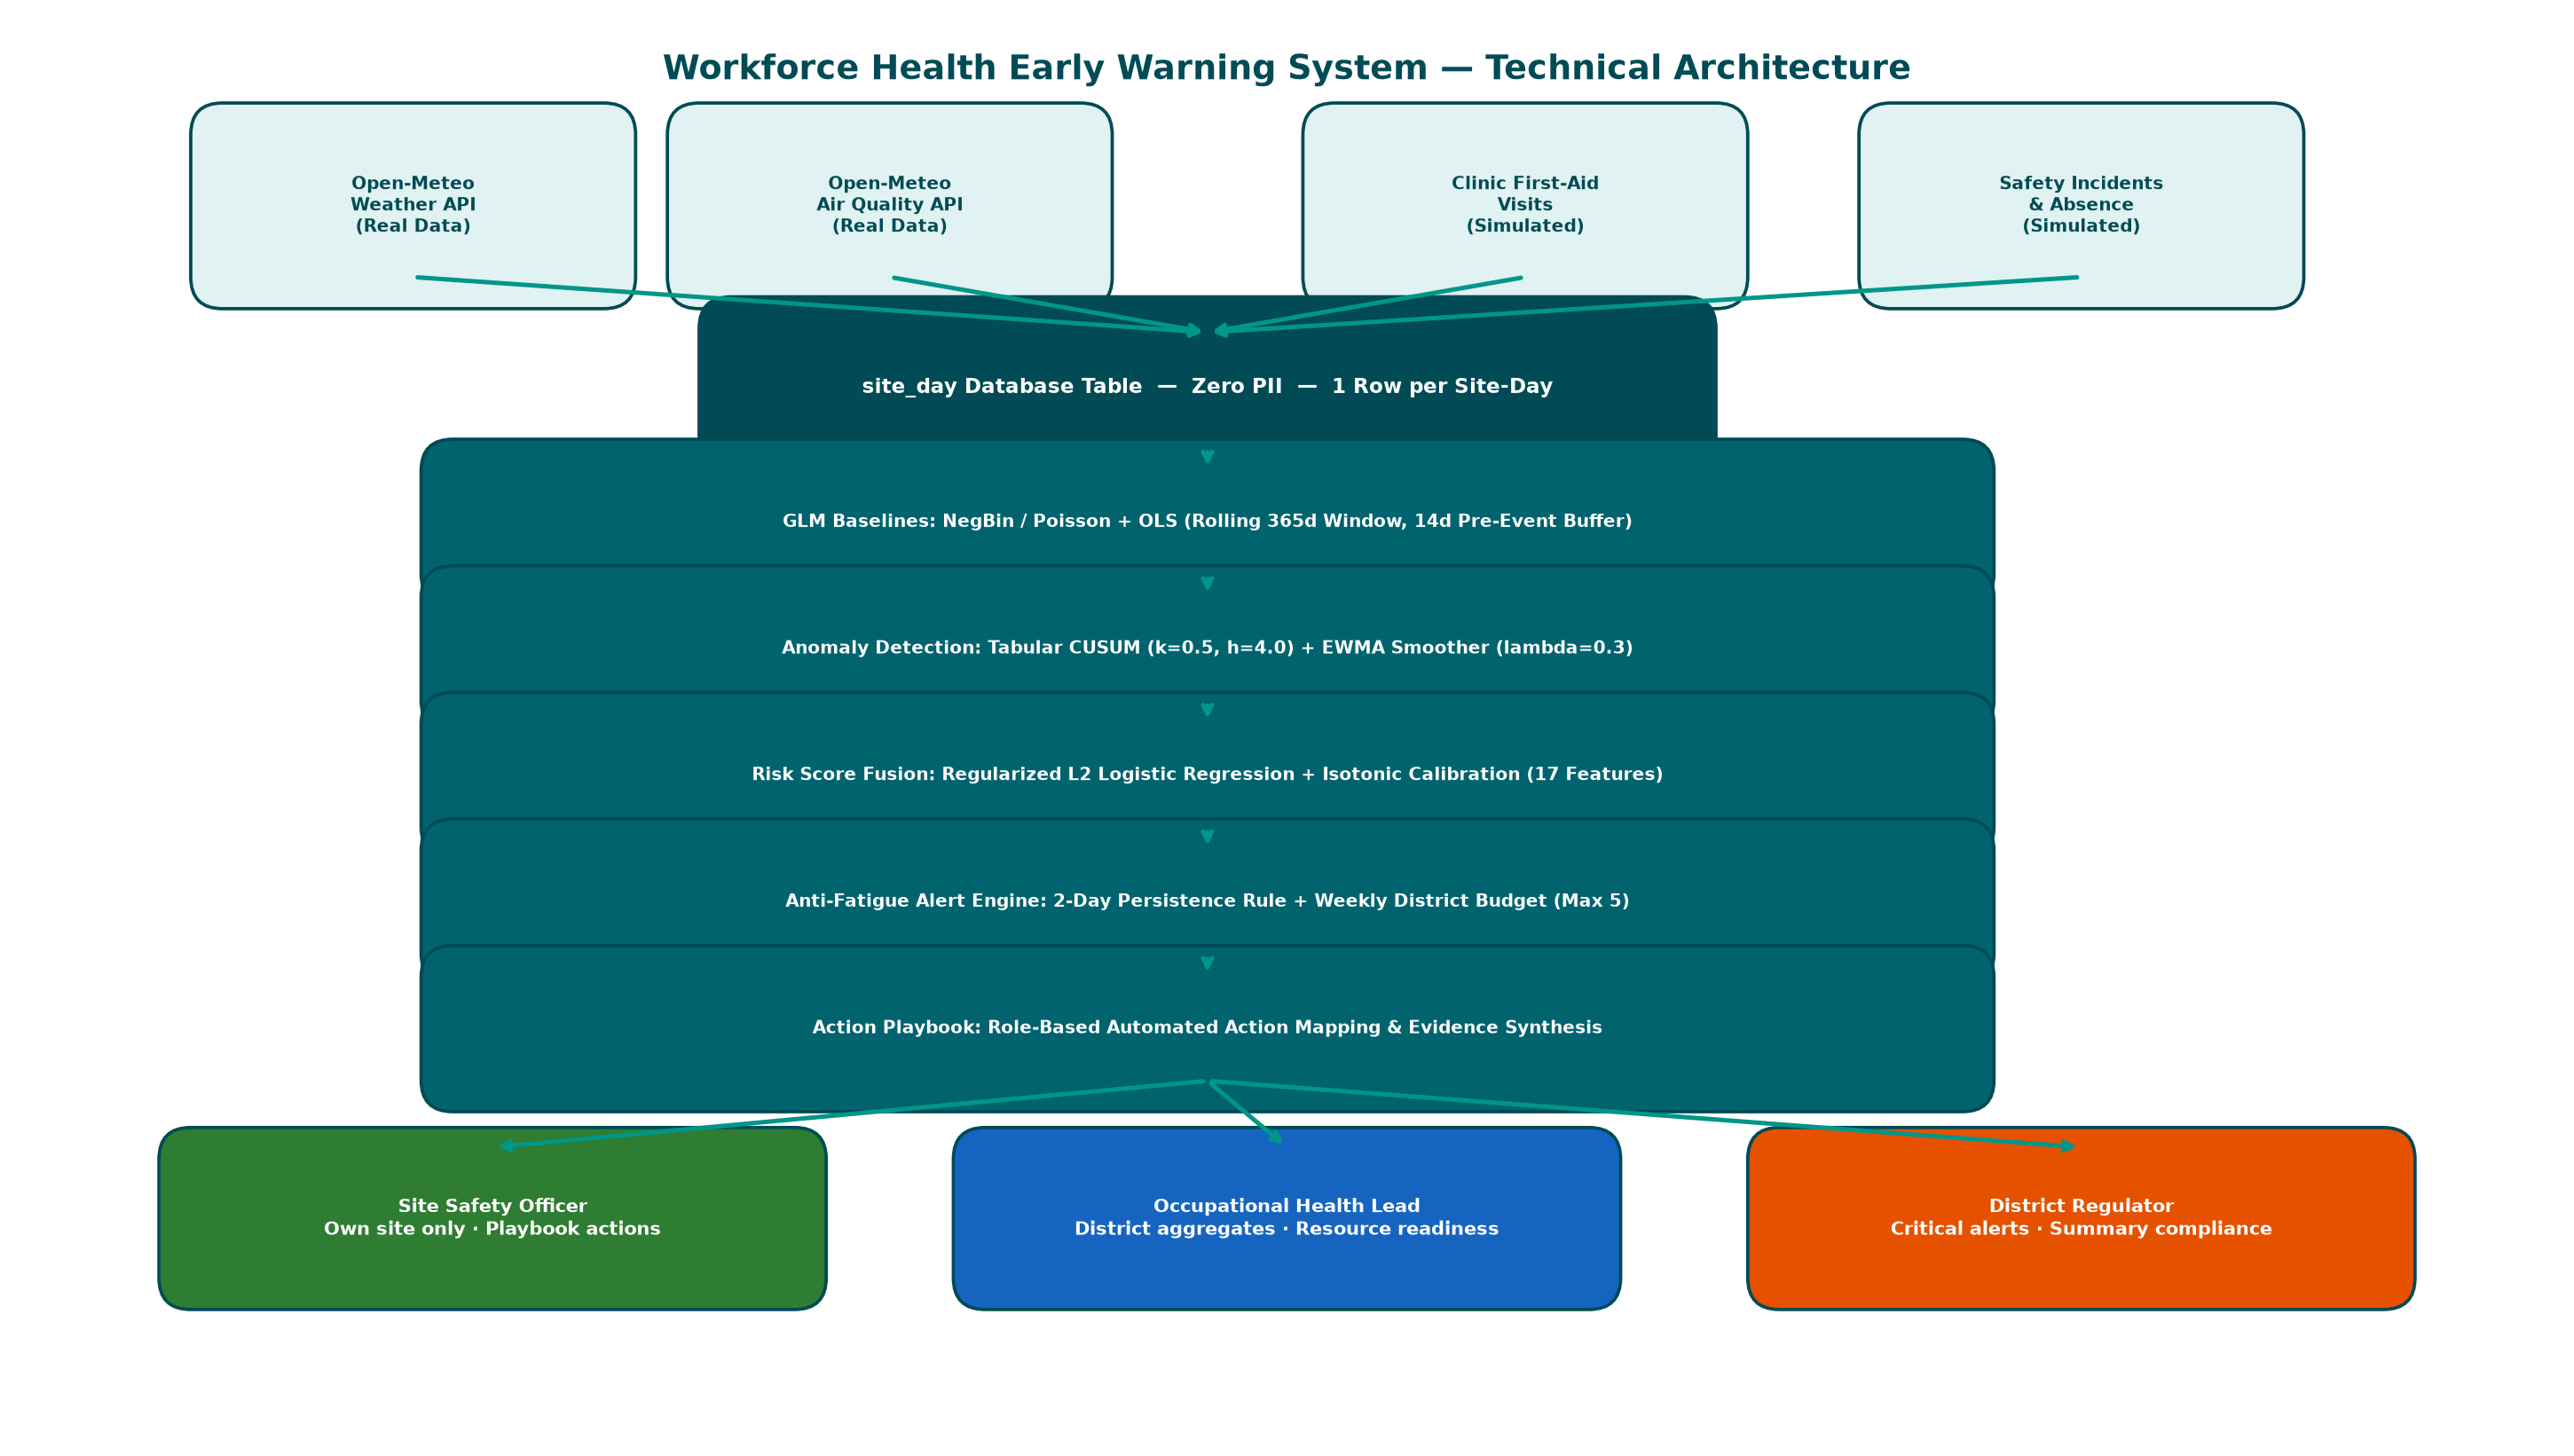 Workforce Health Early Warning System — Technical Architecture
Open-Meteo
Weather API
(Real Data)
Open-Meteo
Air Quality API
(Real Data)
Clinic First-Aid
Visits
(Simulated)
Safety Incidents
& Absence
(Simulated)
site_day Database Table — Zero PII — 1 Row per Site-Day
GLM Baselines: NegBin / Poisson + OLS (Rolling 365d Window, 14d Pre-Event Buffer)
Anomaly Detection: Tabular CUSUM (k=0.5, h=4.0) + EWMA Smoother (lambda=0.3)
Risk Score Fusion: Regularized L2 Logistic Regression + Isotonic Calibration (17 Features)
Anti-Fatigue Alert Engine: 2-Day Persistence Rule + Weekly District Budget (Max 5)
Action Playbook: Role-Based Automated Action Mapping & Evidence Synthesis
Site Safety Officer
Own site only · Playbook actions
Occupational Health Lead
District aggregates · Resource readiness
District Regulator
Critical alerts · Summary compliance